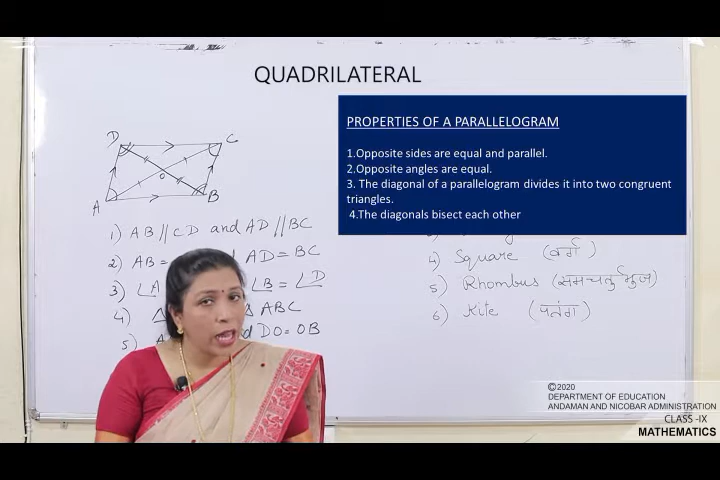 QUADRILATERAL
PROPERTIES OF A PARALLELOGRAM
1.Opposite sides are equal and parallel.
2.Opposite angles are equal.
3. The diagonal of a parallelogram divides it into two congruent
triangles.
4.The diagonals bisect each other
D C
O
A B
1) AB//CD and AD//BC
2) AB= AD=BC
3) ∠A ∠B = ∠D
4) ABC
5) DO=OB
4) Square (वर्ग)
5) Rhombus (समचतुर्भुज)
6) Kite (पतंग)
©2020
DEPARTMENT OF EDUCATION
ANDAMAN AND NICOBAR ADMINISTRATION
CLASS -IX
MATHEMATICS